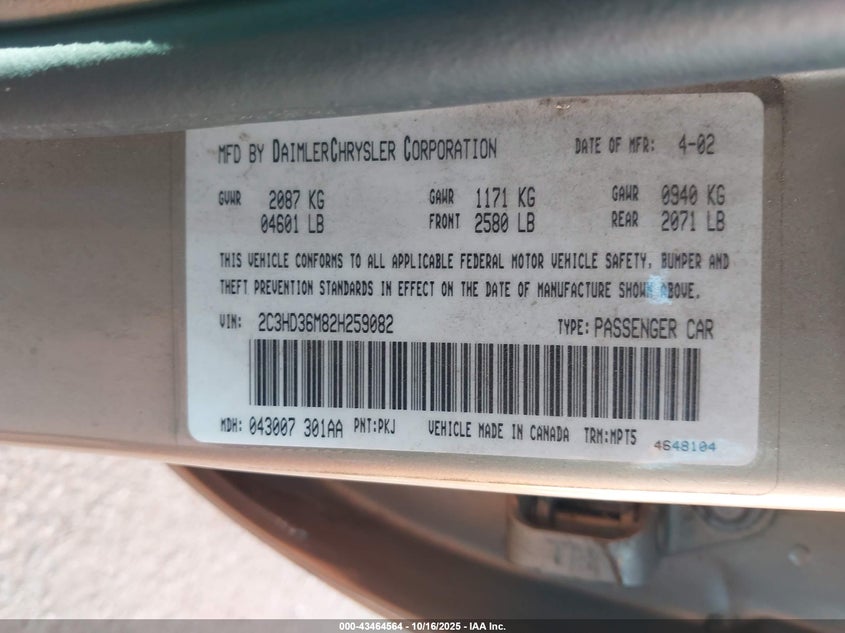 MFD BY DAIMLERCHRYSLER CORPORATION DATE OF MFR: 4-02
GVWR 2087 KG GAWR 1171 KG GAWR 0940 KG
04601 LB FRONT 2580 LB REAR 2071 LB
THIS VEHICLE CONFORMS TO ALL APPLICABLE FEDERAL MOTOR VEHICLE SAFETY, BUMPER AND
THEFT PREVENTION STANDARDS IN EFFECT ON THE DATE OF MANUFACTURE SHOWN ABOVE.
VIN: 2C3HD36M82H259082 TYPE: PASSENGER CAR
MDH: 043007 301AA PNT:PKJ VEHICLE MADE IN CANADA TRM:MPT5
4648104
000-43464564 | 10/16/2025 - IAA Inc.